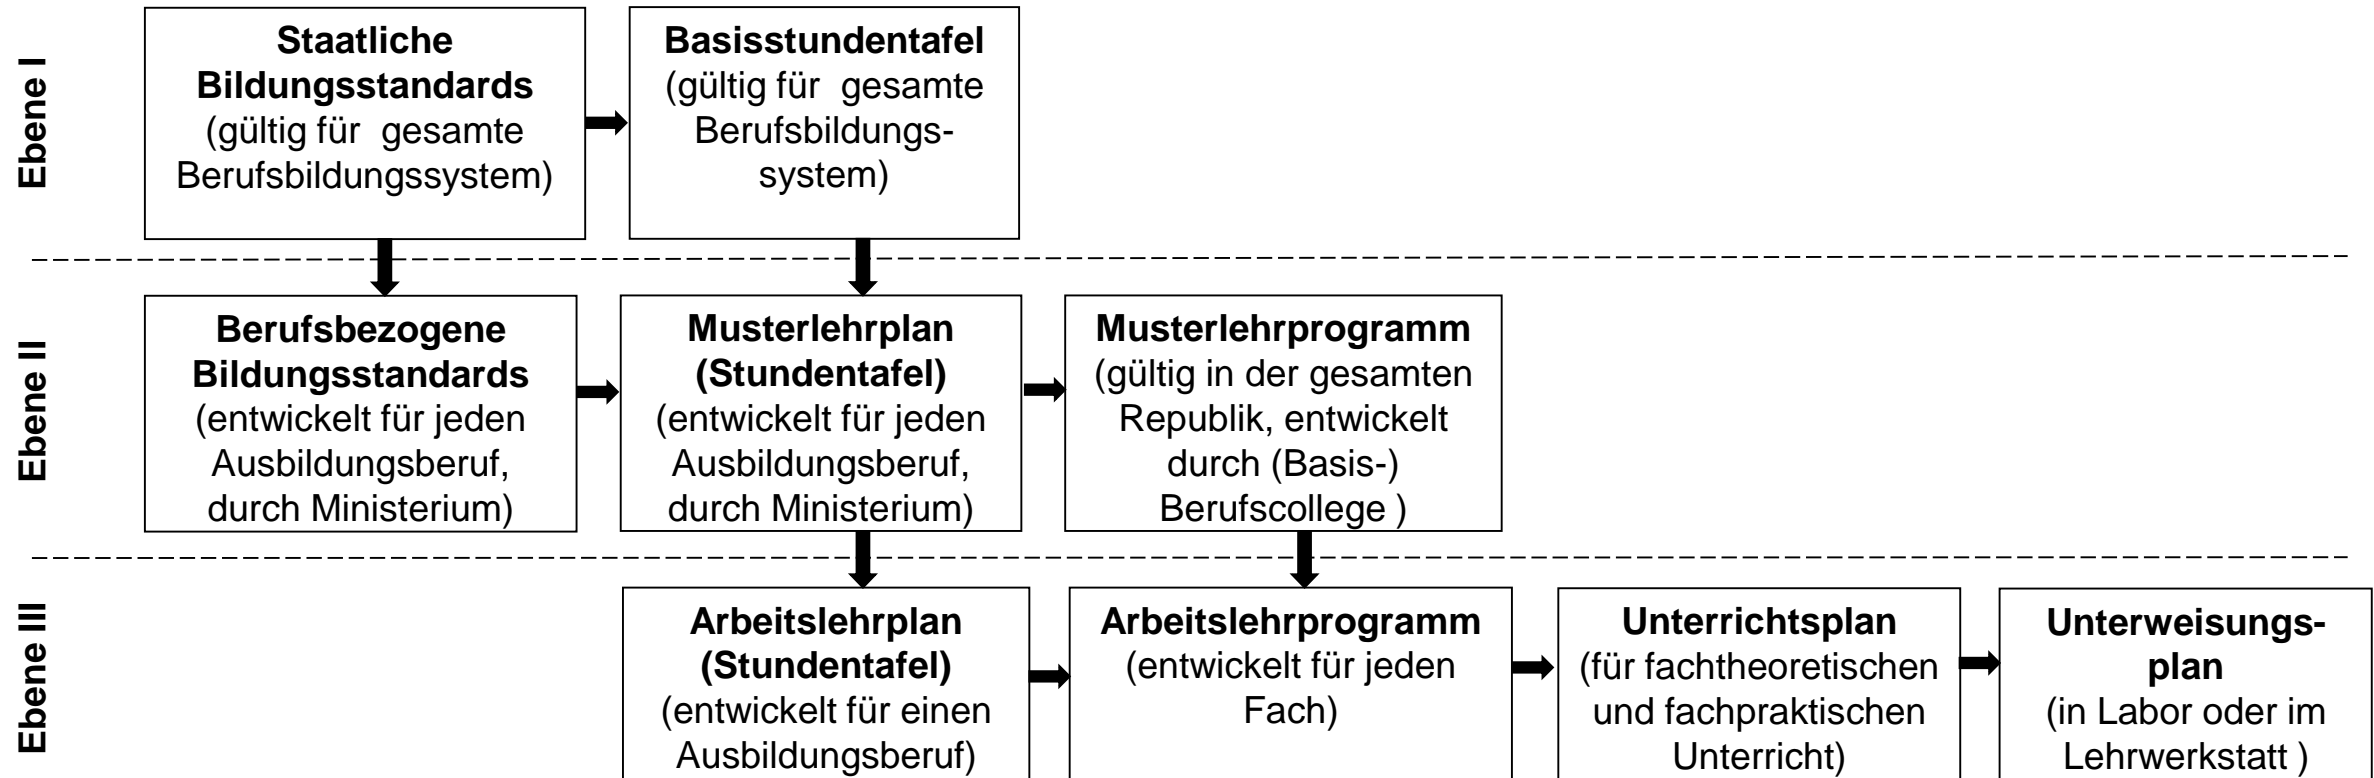 Ebene I
Staatliche
Bildungsstandards
(gültig für gesamte
Berufsbildungssystem)
Basisstundentafel
(gültig für gesamte
Berufsbildungs-
system)
Ebene II
Berufsbezogene
Bildungsstandards
(entwickelt für jeden
Ausbildungsberuf,
durch Ministerium)
Musterlehrplan
(Stundentafel)
(entwickelt für jeden
Ausbildungsberuf,
durch Ministerium)
Musterlehrprogramm
(gültig in der gesamten
Republik, entwickelt
durch (Basis-)
Berufscollege )
Ebene III
Arbeitslehrplan
(Stundentafel)
(entwickelt für einen
Ausbildungsberuf)
Arbeitslehrprogramm
(entwickelt für jeden
Fach)
Unterrichtsplan
(für fachtheoretischen
und fachpraktischen
Unterricht)
Unterweisungs-
plan
(in Labor oder im
Lehrwerkstatt )